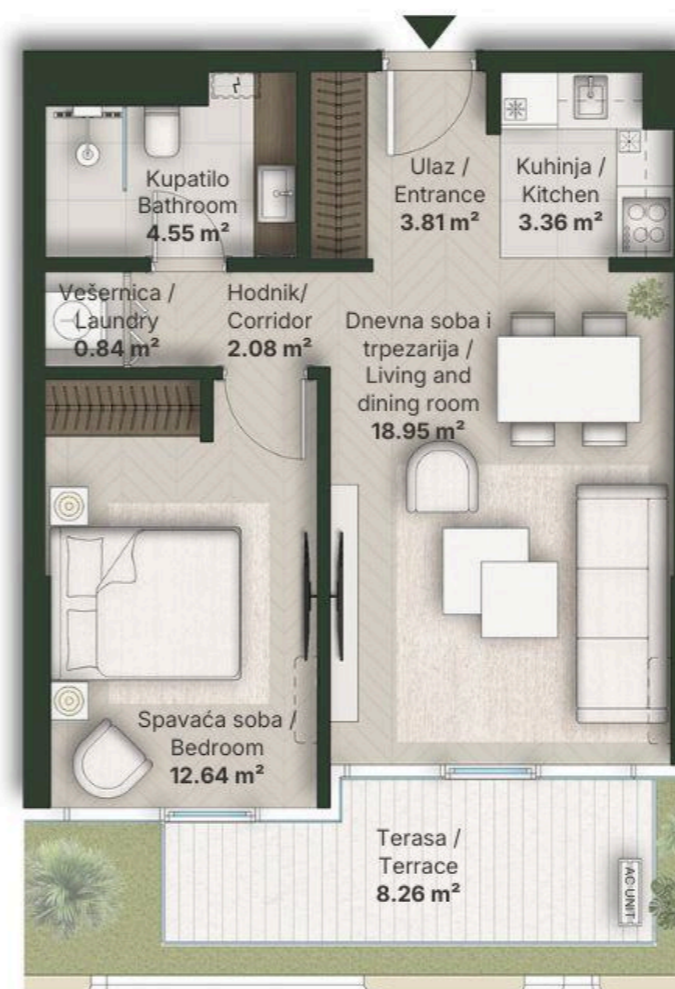 Kupatilo
Bathroom
4.55 m²
Ulaz /
Entrance
3.81 m²
Kuhinja /
Kitchen
3.36 m²
Vešernica /
Laundry
0.84 m²
Hodnik/
Corridor
2.08 m²
Dnevna soba i
trpezarija /
Living and
dining room
18.95 m²
Spavaća soba /
Bedroom
12.64 m²
Terasa /
Terrace
8.26 m²
AC UNIT